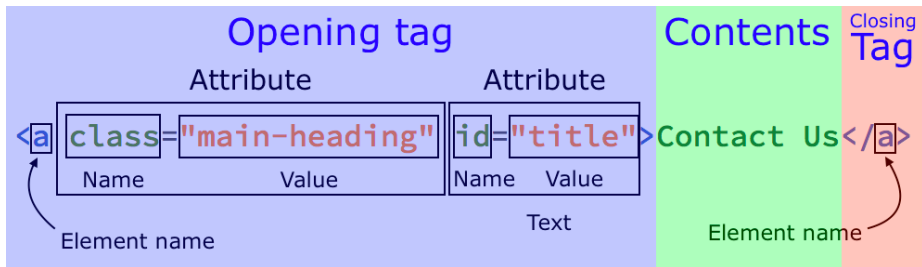 Opening tag Contents Closing Tag
Attribute Attribute
<a class="main-heading" id="title">Contact Us</a>
Name Value Name Value
Text
Element name Element name